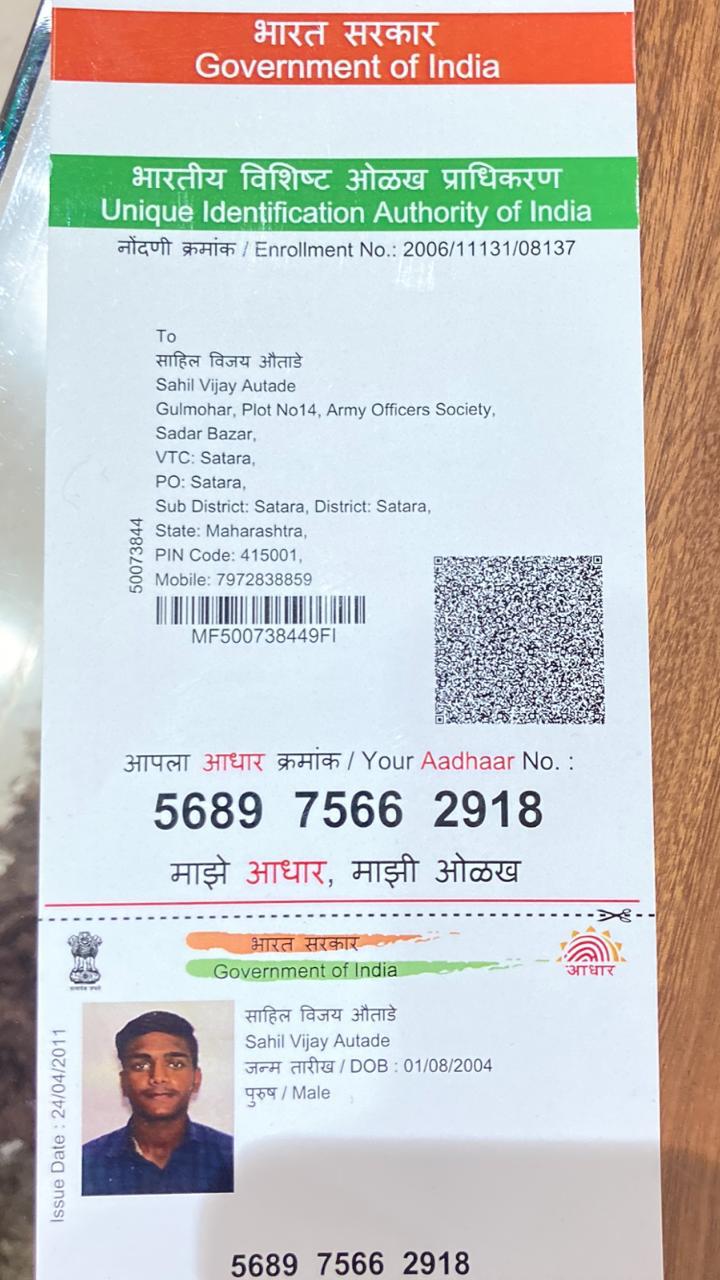 भारत सरकार
Government of India
भारतीय विशिष्ट ओळख प्राधिकरण
Unique Identification Authority of India
नोंदणी क्रमांक / Enrollment No.: 2006/11131/08137
To
साहिल विजय औताडे
Sahil Vijay Autade
Gulmohar, Plot No14, Army Officers Society,
Sadar Bazar,
VTC: Satara,
PO: Satara,
Sub District: Satara, District: Satara,
State: Maharashtra,
PIN Code: 415001,
Mobile: 7972838859
50073844
MF500738449FI
आपला आधार क्रमांक / Your Aadhaar No. :
5689 7566 2918
माझे आधार, माझी ओळख
भारत सरकार
Government of India
आधार
सत्यमेव जयते
साहिल विजय औताडे
Sahil Vijay Autade
जन्म तारीख / DOB : 01/08/2004
पुरुष / Male
Issue Date : 24/04/2011
5689 7566 2918